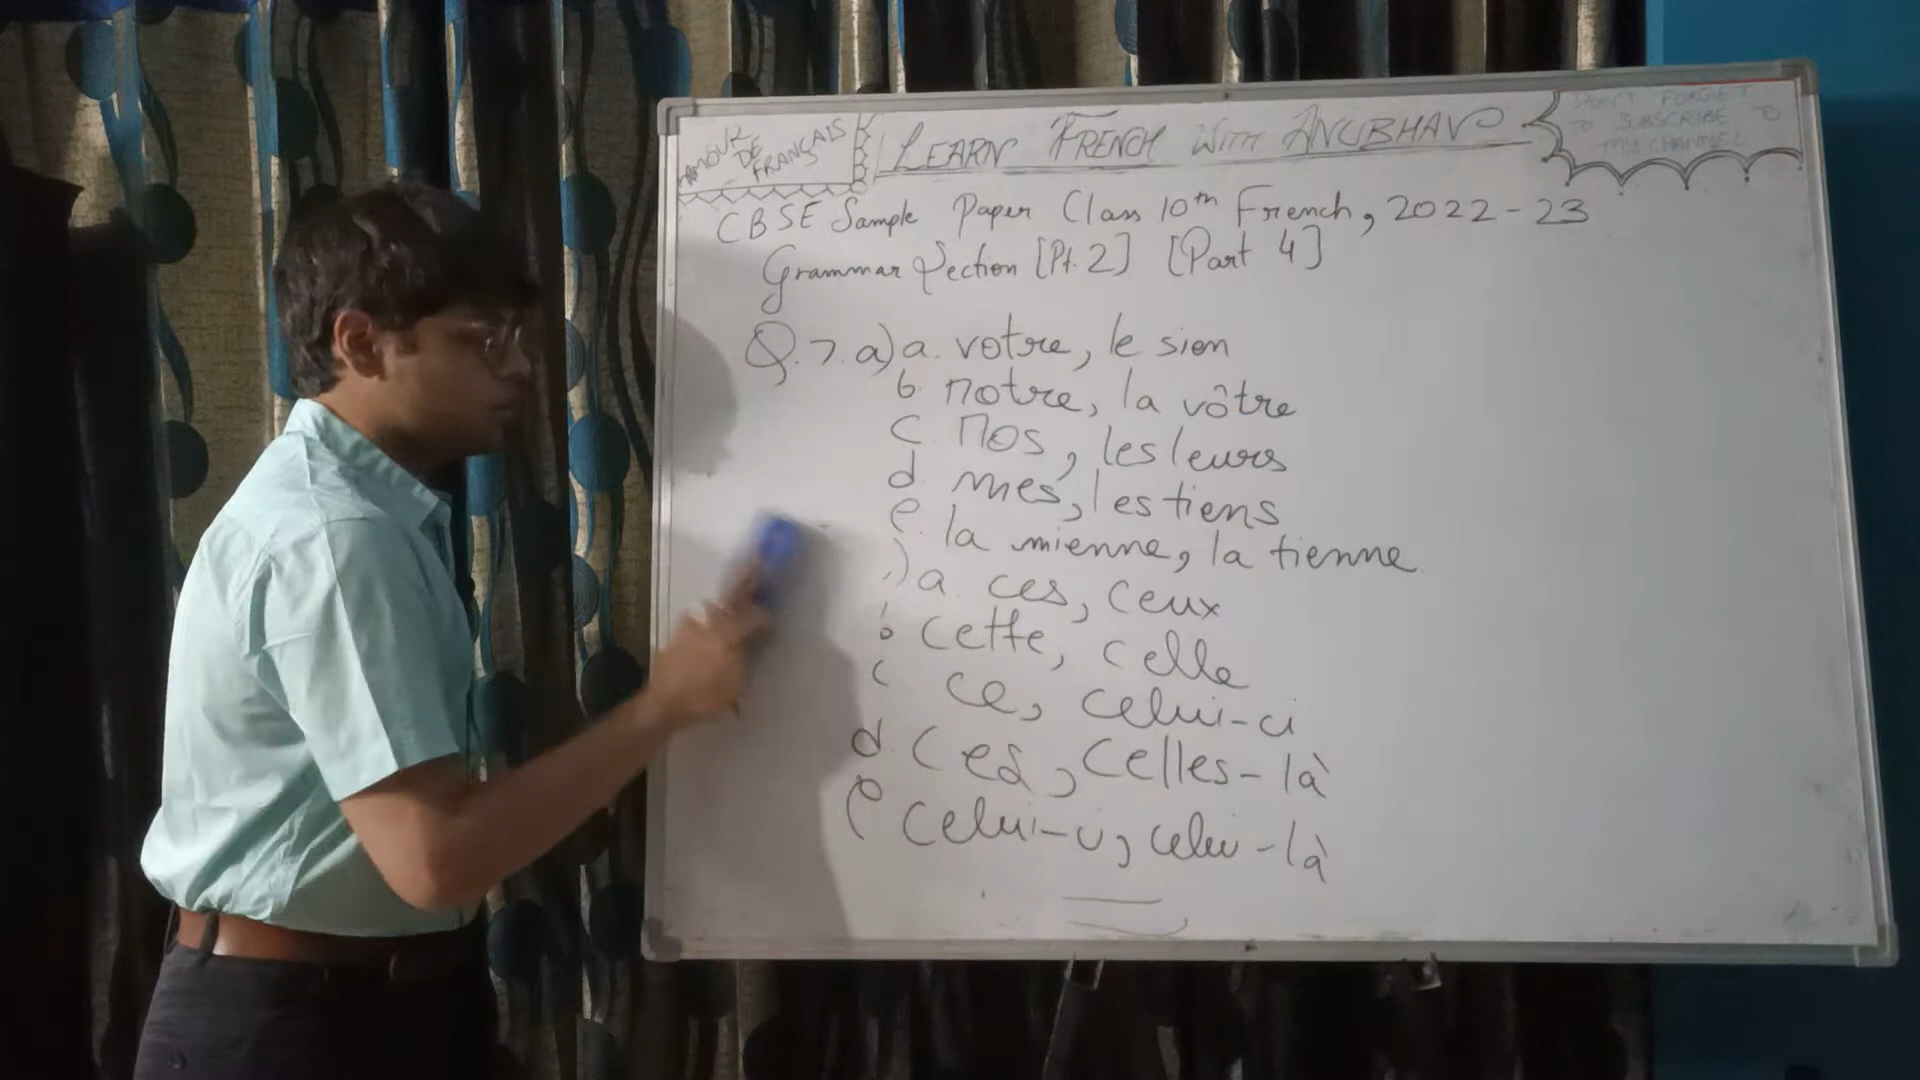 AMOUR
DE
FRANÇAIS
LEARN FRENCH WITH ANUBHAV
DON'T FORGET
TO SUBSCRIBE TO
MY CHANNEL
CBSE Sample Paper Class 10th French, 2022-23
Grammar Section [Pt. 2] [Part 4]
Q.7. a) a. votre, le sien
b. notre, la vôtre
c. nos, les leurs
d. mes, les tiens
e. la mienne, la tienne
) a. ces, ceux
b cette, celle
c ce, celui-ci
d. ces, celles-là
e celui-ci, celui-là